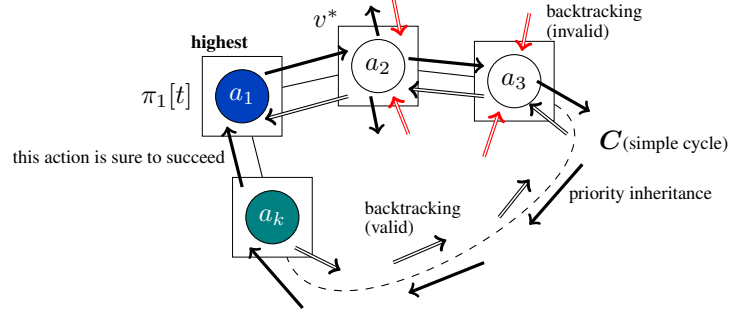 backtracking
(invalid)
v*
highest
a₁
a₂
a₃
π₁[t]
C (simple cycle)
this action is sure to succeed
priority inheritance
aₖ
backtracking
(valid)